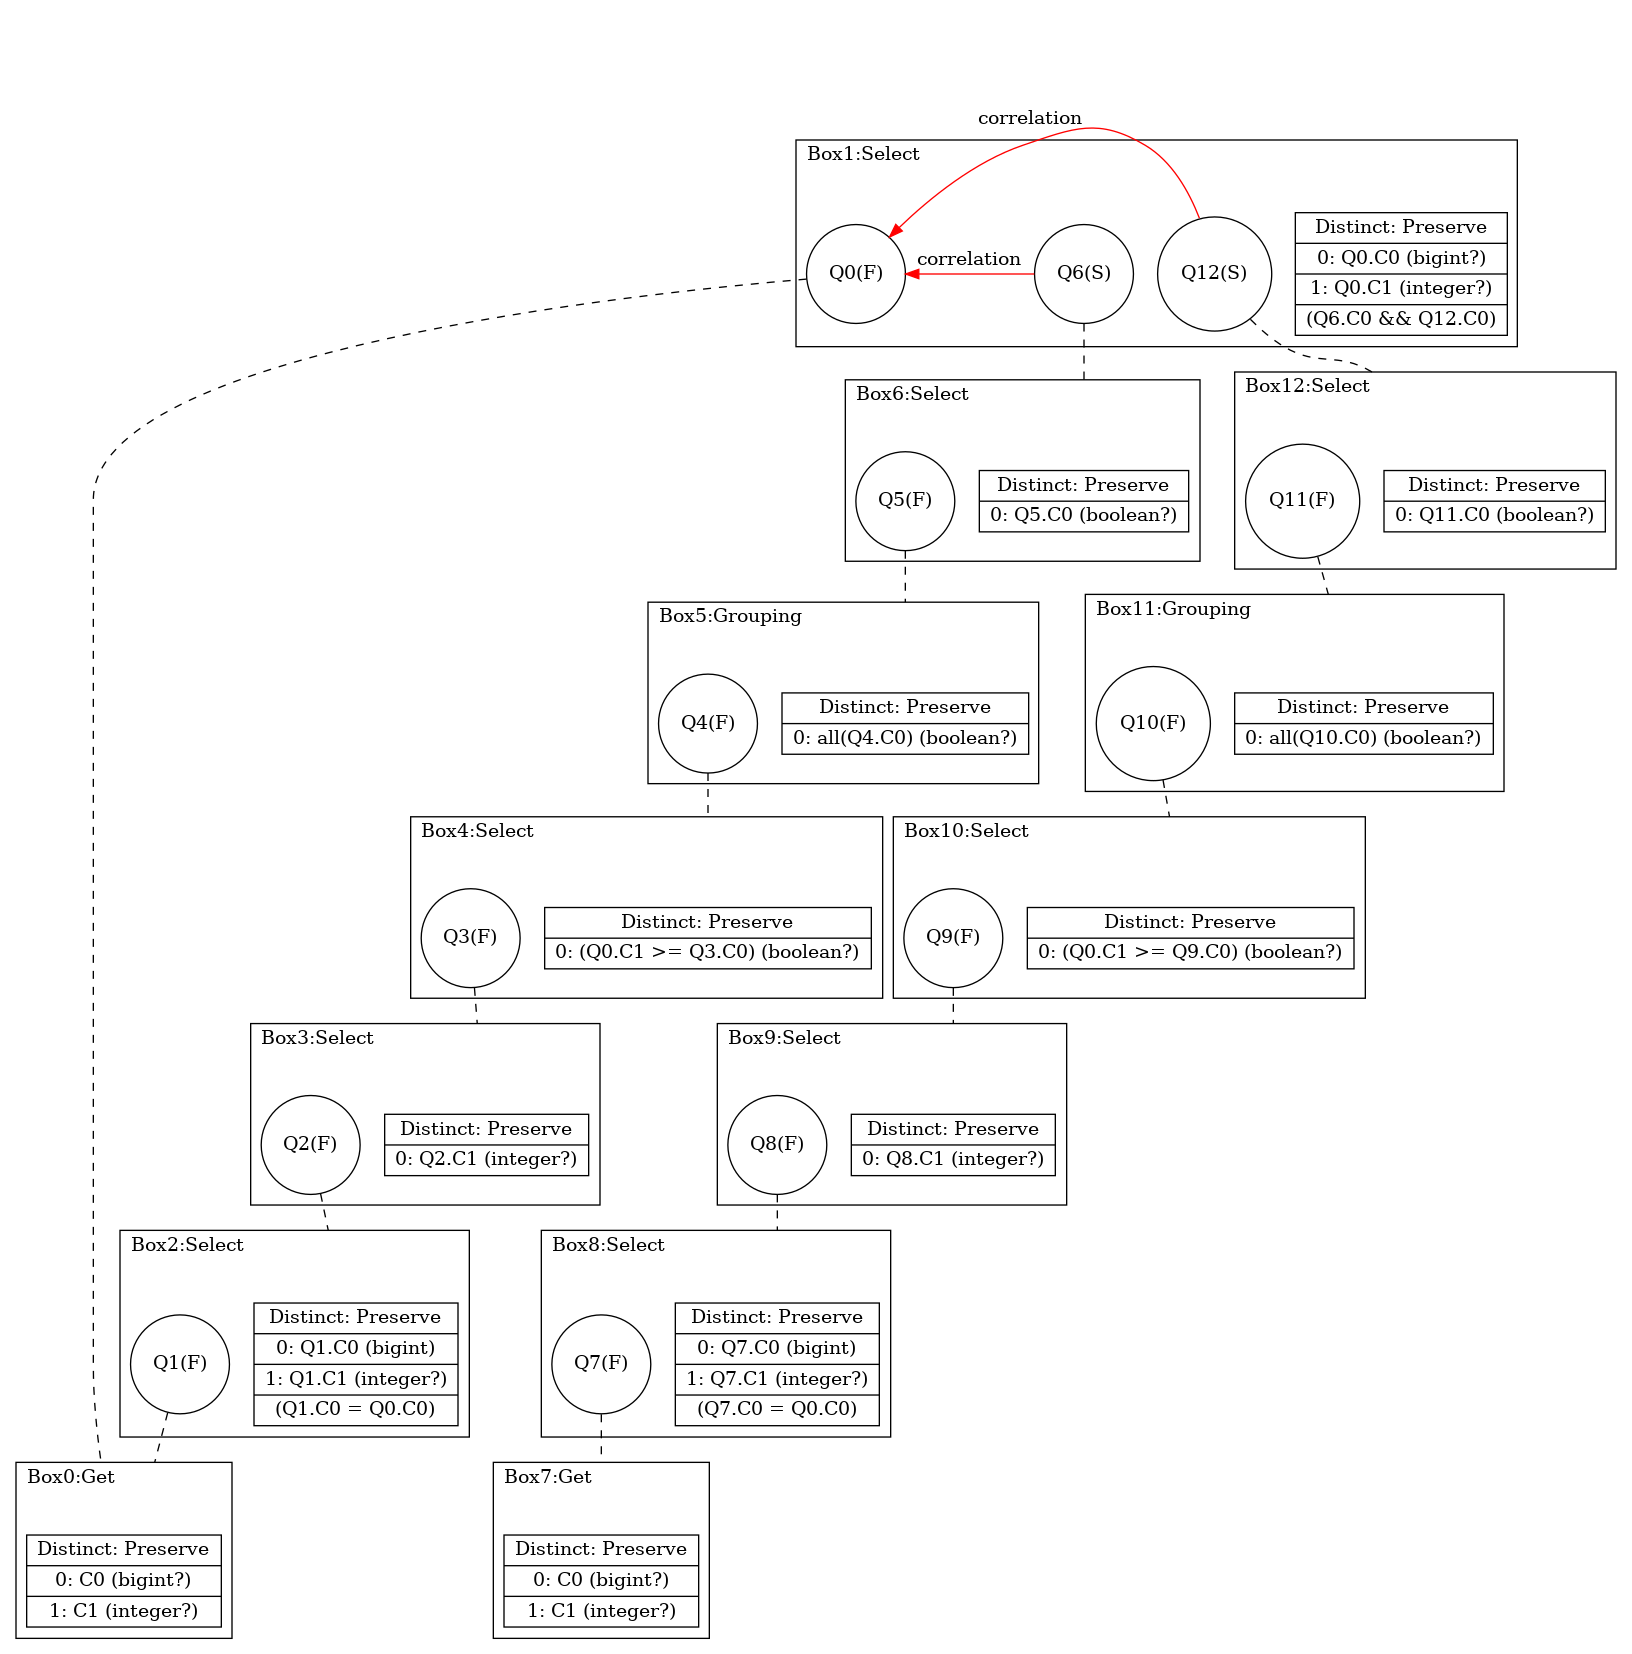 correlation
Box1:Select
Q0(F)
correlation
Q6(S)
Q12(S)
Distinct: Preserve
0: Q0.C0 (bigint?)
1: Q0.C1 (integer?)
(Q6.C0 && Q12.C0)
Box6:Select
Q5(F)
Distinct: Preserve
0: Q5.C0 (boolean?)
Box12:Select
Q11(F)
Distinct: Preserve
0: Q11.C0 (boolean?)
Box5:Grouping
Q4(F)
Distinct: Preserve
0: all(Q4.C0) (boolean?)
Box11:Grouping
Q10(F)
Distinct: Preserve
0: all(Q10.C0) (boolean?)
Box4:Select
Q3(F)
Distinct: Preserve
0: (Q0.C1 >= Q3.C0) (boolean?)
Box10:Select
Q9(F)
Distinct: Preserve
0: (Q0.C1 >= Q9.C0) (boolean?)
Box3:Select
Q2(F)
Distinct: Preserve
0: Q2.C1 (integer?)
Box9:Select
Q8(F)
Distinct: Preserve
0: Q8.C1 (integer?)
Box2:Select
Q1(F)
Distinct: Preserve
0: Q1.C0 (bigint)
1: Q1.C1 (integer?)
(Q1.C0 = Q0.C0)
Box8:Select
Q7(F)
Distinct: Preserve
0: Q7.C0 (bigint)
1: Q7.C1 (integer?)
(Q7.C0 = Q0.C0)
Box0:Get
Distinct: Preserve
0: C0 (bigint?)
1: C1 (integer?)
Box7:Get
Distinct: Preserve
0: C0 (bigint?)
1: C1 (integer?)